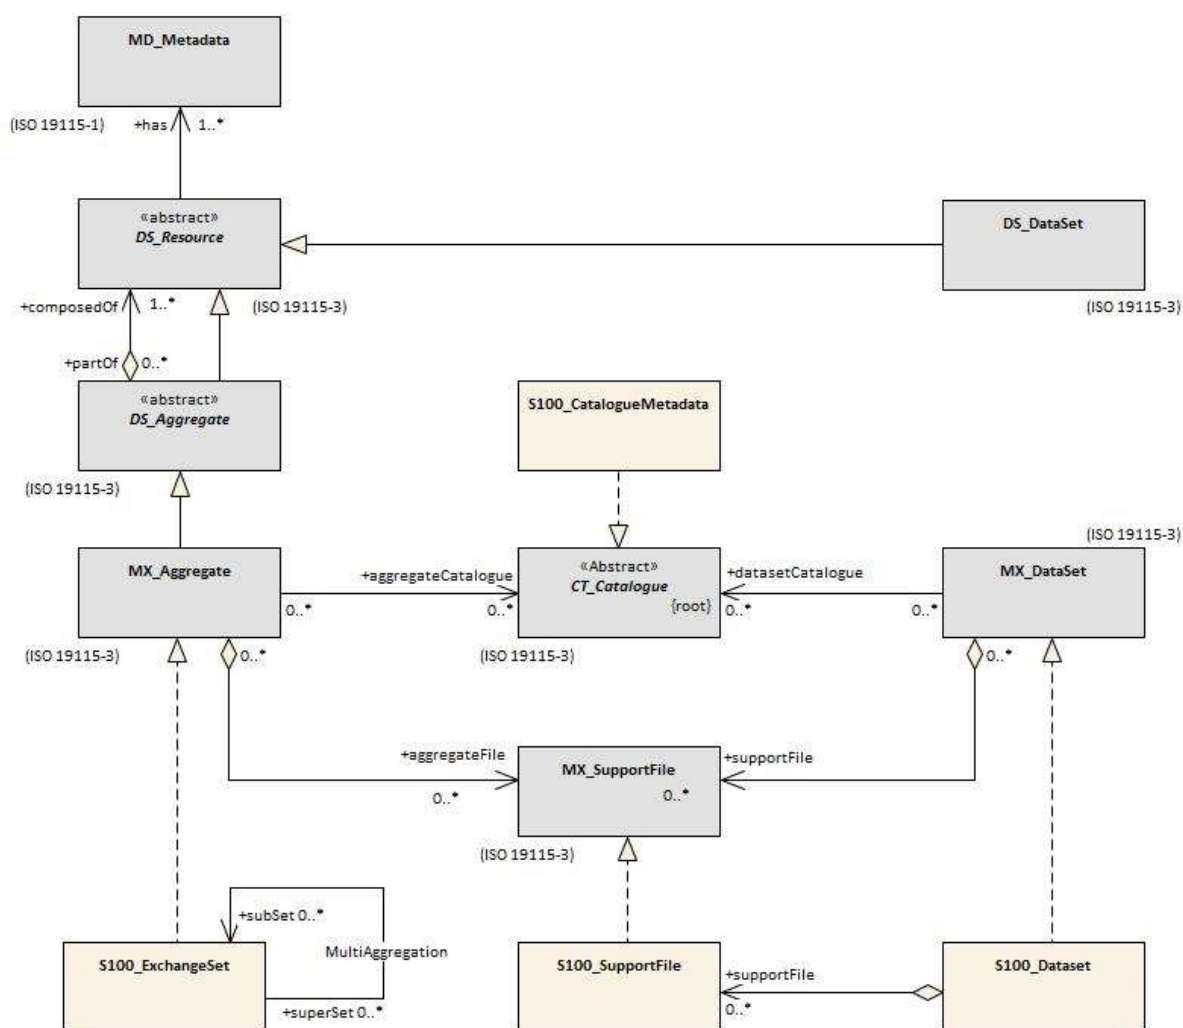 MD_Metadata
(ISO 19115-1)
+has
1..*
«abstract»
DS_Resource
DS_DataSet
+composedOf
1..*
(ISO 19115-3)
(ISO 19115-3)
+partOf
0..*
«abstract»
DS_Aggregate
S100_CatalogueMetadata
(ISO 19115-3)
(ISO 19115-3)
MX_Aggregate
+aggregateCatalogue
«Abstract»
CT_Catalogue
+datasetCatalogue
MX_DataSet
0..*
0..*
{root}
0..*
0..*
(ISO 19115-3)
0..*
(ISO 19115-3)
0..*
+aggregateFile
MX_SupportFile
+supportFile
0..*
0..*
(ISO 19115-3)
+subSet 0..*
MultiAggregation
S100_ExchangeSet
S100_SupportFile
S100_Dataset
+supportFile
+superSet 0..*
0..*